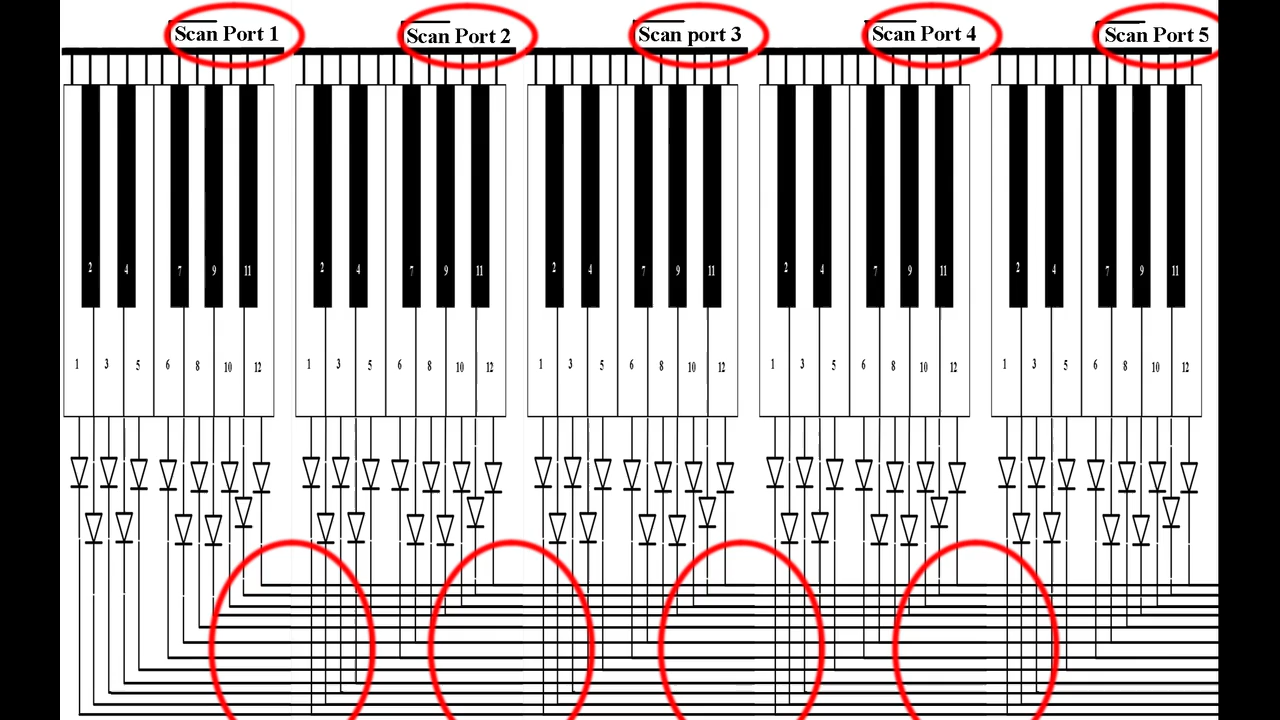 Scan Port 1 Scan Port 2 Scan port 3 Scan Port 4 Scan Port 5
2 4 7 9 11 2 4 7 9 11 2 4 7 9 11 2 4 7 9 11 2 4 7 9 11
1 3 5 6 8 10 12 1 3 5 6 8 10 12 1 3 5 6 8 10 12 1 3 5 6 8 10 12 1 3 5 6 8 10 12